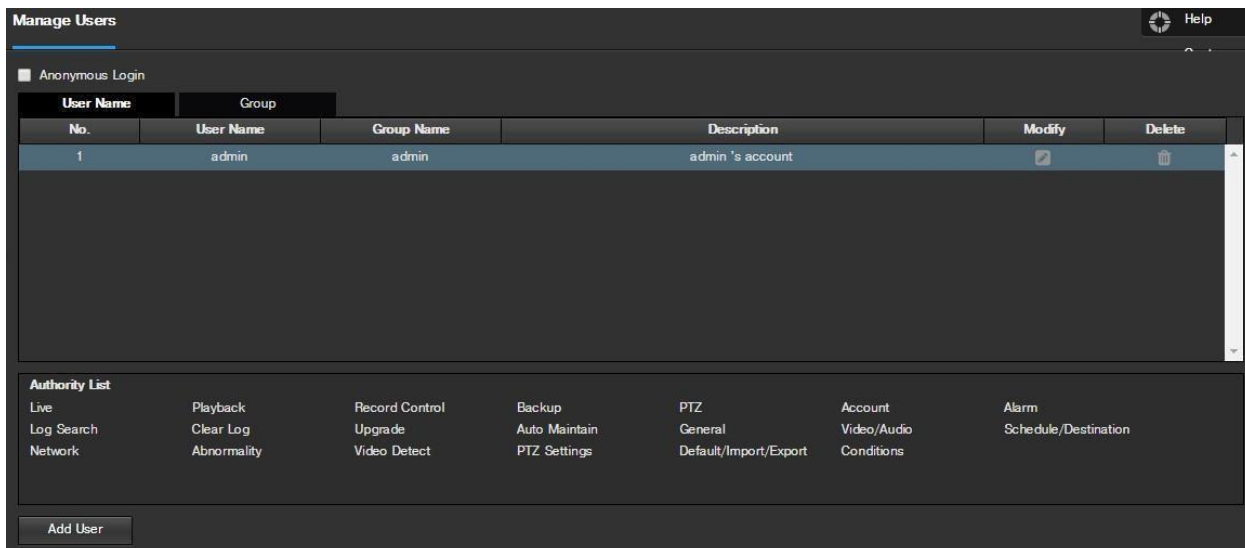 Manage Users
Help
Anonymous Login
User Name Group
No. User Name Group Name Description Modify Delete
1 admin admin admin 's account
Authority List
Live Playback Record Control Backup PTZ Account Alarm
Log Search Clear Log Upgrade Auto Maintain General Video/Audio Schedule/Destination
Network Abnormality Video Detect PTZ Settings Default/Import/Export Conditions
Add User